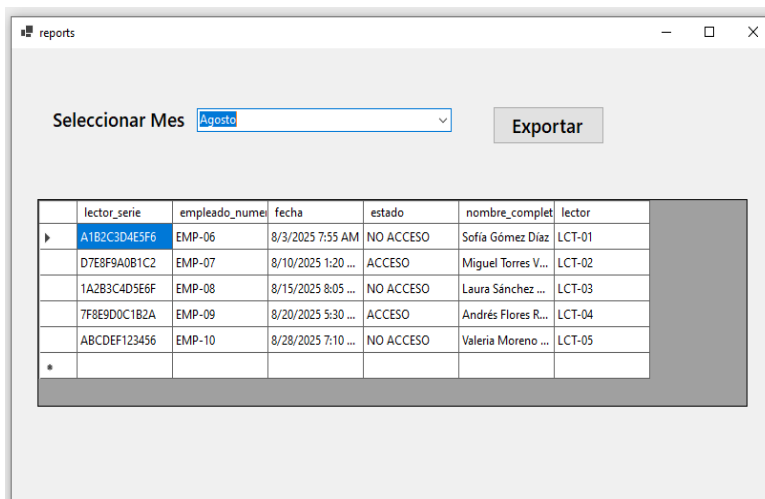 reports
Seleccionar Mes Agosto Exportar
lector_serie empleado_numer fecha estado nombre_complet lector
A1B2C3D4E5F6 EMP-06 8/3/2025 7:55 AM NO ACCESO Sofía Gómez Díaz LCT-01
D7E8F9A0B1C2 EMP-07 8/10/2025 1:20 ... ACCESO Miguel Torres V... LCT-02
1A2B3C4D5E6F EMP-08 8/15/2025 8:05 ... NO ACCESO Laura Sánchez ... LCT-03
7F8E9D0C1B2A EMP-09 8/20/2025 5:30 ... ACCESO Andrés Flores R... LCT-04
ABCDEF123456 EMP-10 8/28/2025 7:10 ... NO ACCESO Valeria Moreno ... LCT-05